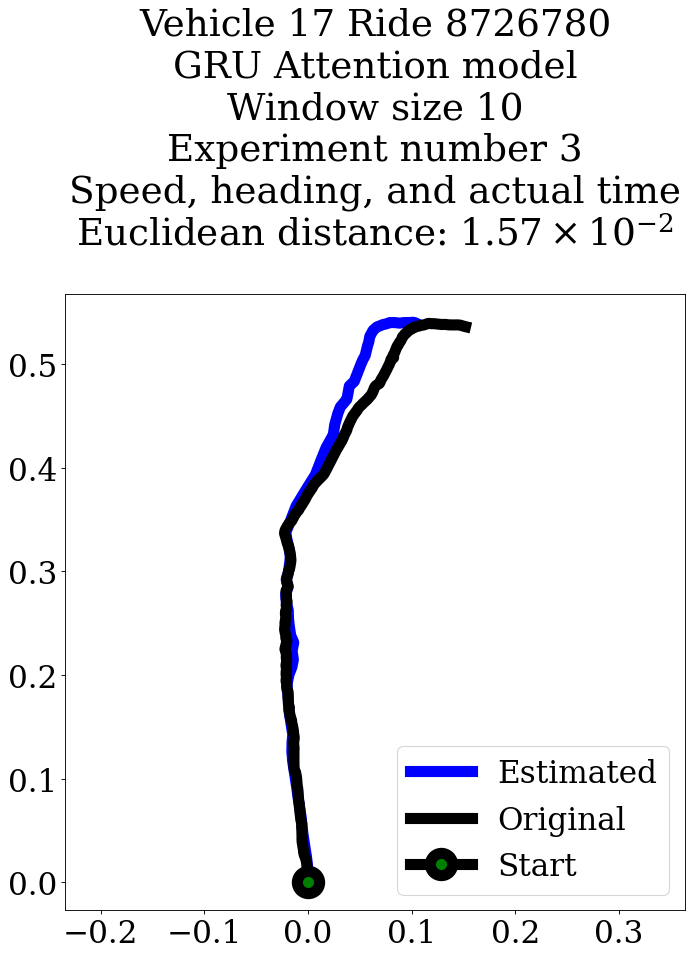 Vehicle 17 Ride 8726780
GRU Attention model
Window size 10
Experiment number 3
Speed, heading, and actual time
Euclidean distance: 1.57 × 10⁻²
0.5
0.4
0.3
0.2
0.1
0.0
Estimated
Original
Start
−0.2 −0.1 0.0 0.1 0.2 0.3